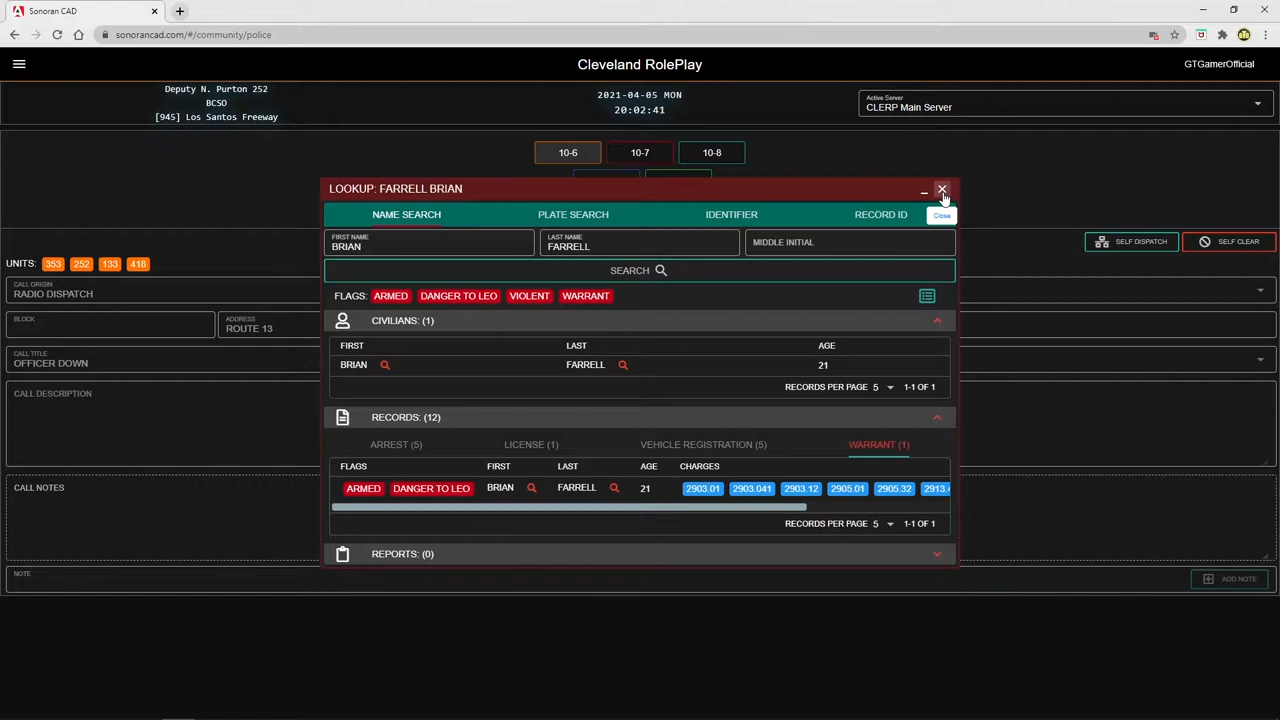 Sonoran CAD
sonorancad.com/#/community/police
Cleveland RolePlay
GTGamerOfficial
Deputy N. Purton 252
BCSO
[945] Los Santos Freeway
2021-04-05 MON
20:02:41
Active Server
CLERP Main Server
10-6 10-7 10-8
LOOKUP: FARRELL BRIAN
Close
NAME SEARCH PLATE SEARCH IDENTIFIER RECORD ID
FIRST NAME
BRIAN
LAST NAME
FARRELL
MIDDLE INITIAL
SELF DISPATCH SELF CLEAR
SEARCH
UNITS: 353 252 133 418
CALL ORIGIN
RADIO DISPATCH
FLAGS: ARMED DANGER TO LEO VIOLENT WARRANT
BLOCK
ADDRESS
ROUTE 13
CIVILIANS: (1)
FIRST LAST AGE
BRIAN FARRELL 21
RECORDS PER PAGE 5 1-1 OF 1
CALL TITLE
OFFICER DOWN
CALL DESCRIPTION
RECORDS: (12)
ARREST (5) LICENSE (1) VEHICLE REGISTRATION (5) WARRANT (1)
FLAGS FIRST LAST AGE CHARGES
ARMED DANGER TO LEO BRIAN FARRELL 21 2903.01 2903.041 2903.12 2905.01 2905.32 2913.4
RECORDS PER PAGE 5 1-1 OF 1
CALL NOTES
REPORTS: (0)
NOTE
ADD NOTE